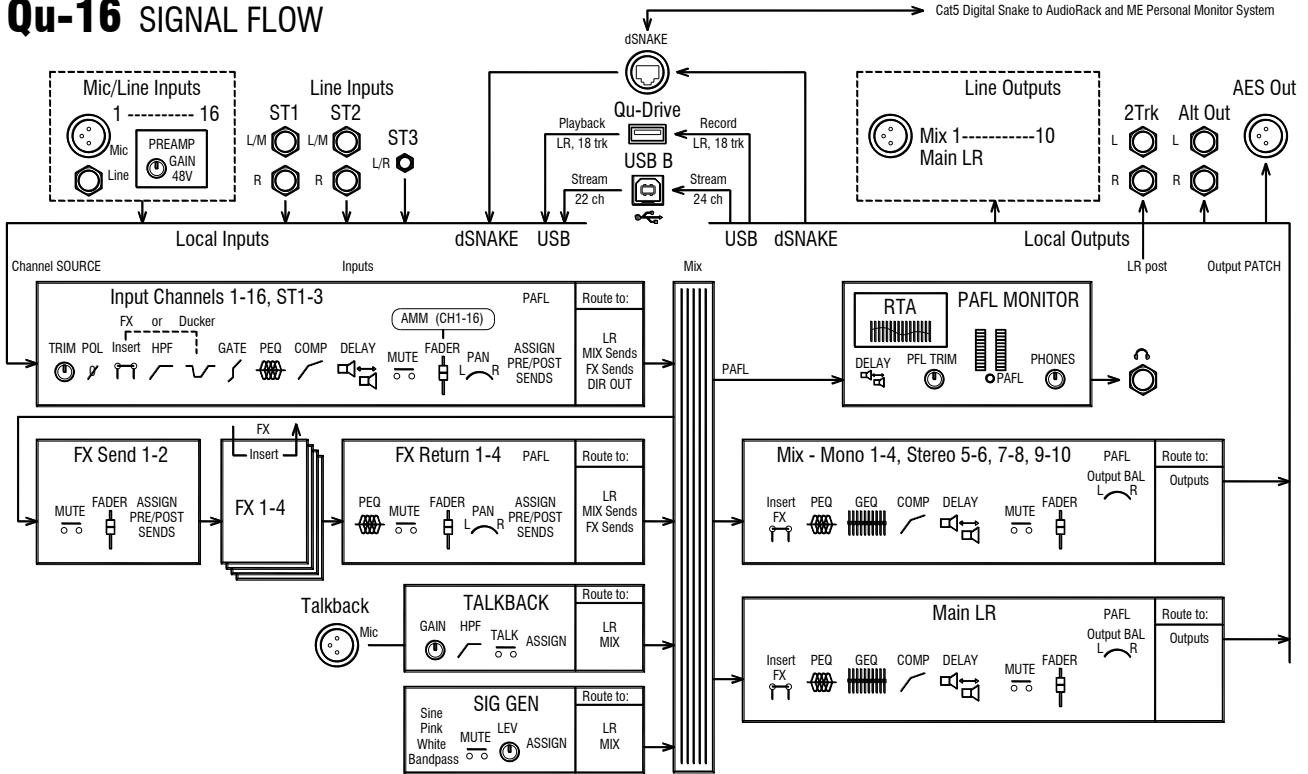 Qu-16 SIGNAL FLOW
Cat5 Digital Snake to AudioRack and ME Personal Monitor System
dSNAKE
Mic/Line Inputs
1 ----------- 16
Mic
Line
PREAMP
GAIN
48V
Line Inputs
ST1
ST2
ST3
L/M
L/M
L/R
R
R
Qu-Drive
Playback
LR, 18 trk
Record
LR, 18 trk
USB B
Stream
22 ch
Stream
24 ch
Line Outputs
Mix 1-----------10
Main LR
2Trk
Alt Out
AES Out
L
L
R
R
Local Inputs
dSNAKE
USB
USB
dSNAKE
Local Outputs
Channel SOURCE
Inputs
Mix
LR post
Output PATCH
Input Channels 1-16, ST1-3
PAFL
Route to:
FX or Ducker
AMM (CH1-16)
TRIM
POL
Insert
HPF
GATE
PEQ
COMP
DELAY
MUTE
FADER
PAN
L
R
ASSIGN
PRE/POST
SENDS
LR
MIX Sends
FX Sends
DIR OUT
PAFL
RTA
PAFL MONITOR
DELAY
PFL TRIM
PAFL
PHONES
FX Send 1-2
MUTE
FADER
ASSIGN
PRE/POST
SENDS
FX
Insert
FX 1-4
FX Return 1-4
PAFL
Route to:
PEQ
MUTE
FADER
PAN
L
R
ASSIGN
PRE/POST
SENDS
LR
MIX Sends
FX Sends
Mix - Mono 1-4, Stereo 5-6, 7-8, 9-10
PAFL
Route to:
Output BAL
L
R
Outputs
Insert
FX
PEQ
GEQ
COMP
DELAY
MUTE
FADER
Talkback
Mic
TALKBACK
Route to:
GAIN
HPF
TALK
ASSIGN
LR
MIX
Main LR
PAFL
Route to:
Output BAL
L
R
Outputs
Insert
FX
PEQ
GEQ
COMP
DELAY
MUTE
FADER
SIG GEN
Route to:
Sine
Pink
White
Bandpass
MUTE
LEV
ASSIGN
LR
MIX